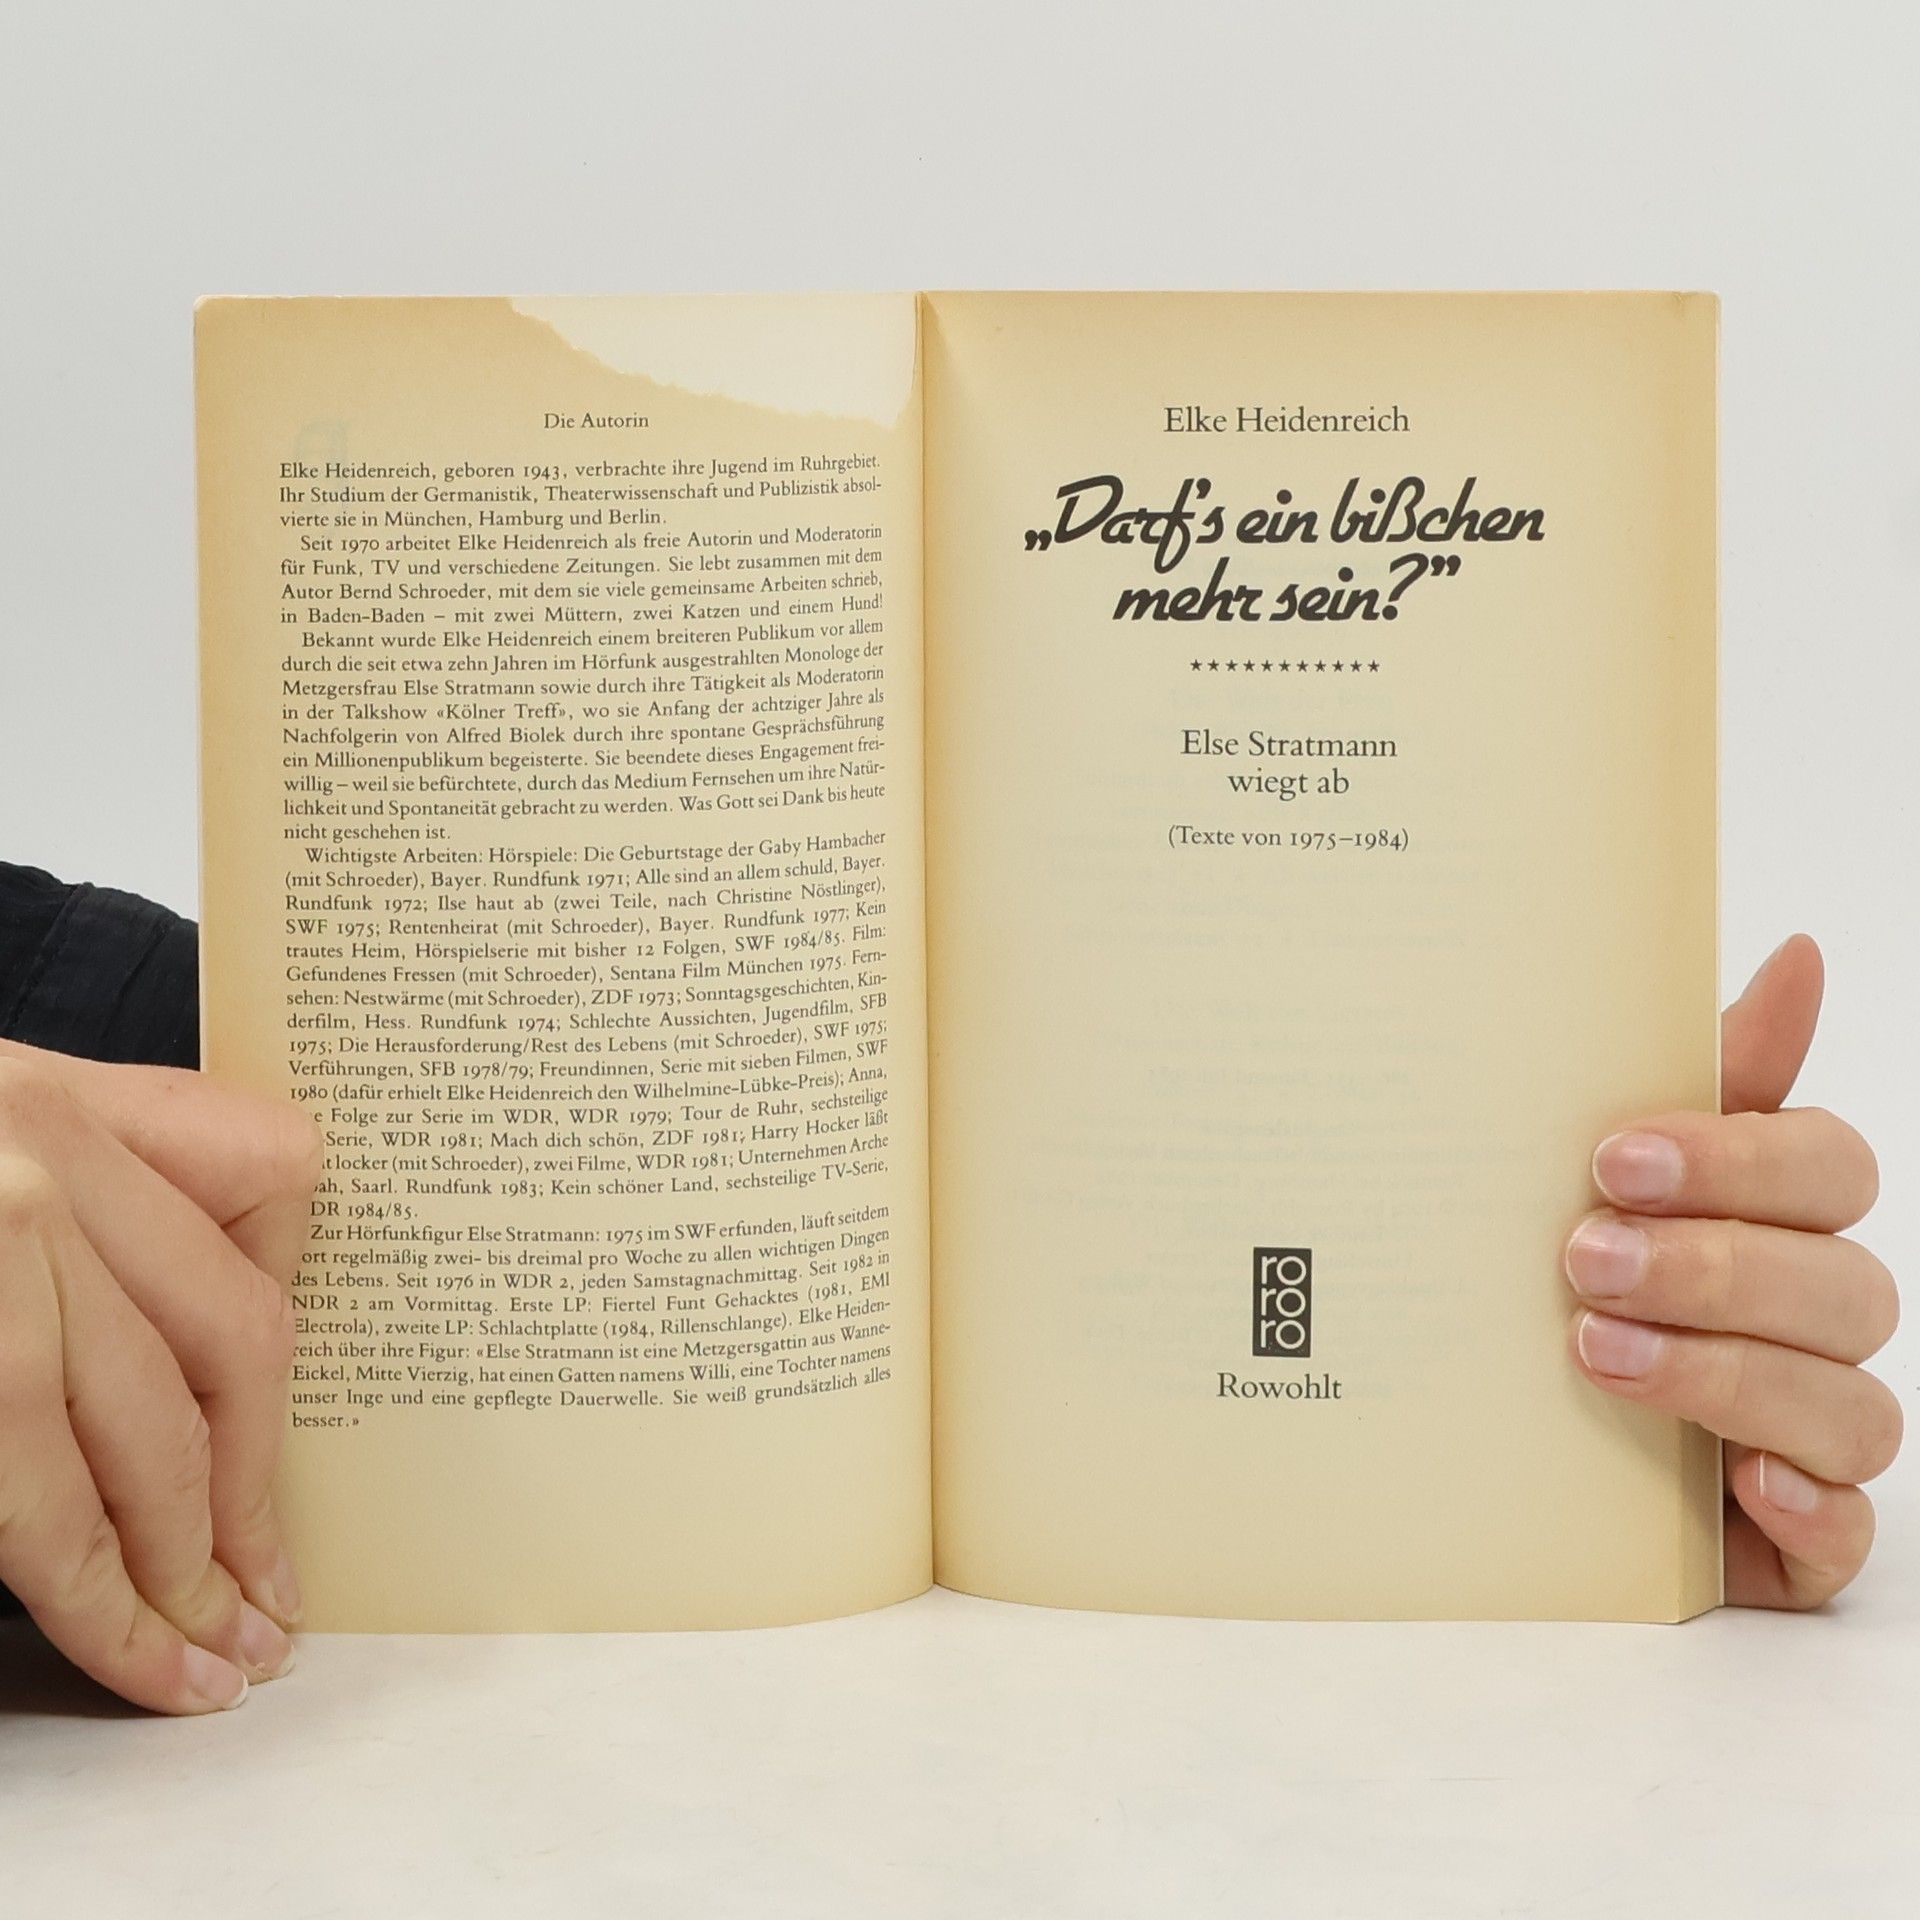 Die Autorin
Elke Heidenreich, geboren 1943, verbrachte ihre Jugend im Ruhrgebiet.
Ihr Studium der Germanistik, Theaterwissenschaft und Publizistik absol-
vierte sie in München, Hamburg und Berlin.
Seit 1970 arbeitet Elke Heidenreich als freie Autorin und Moderatorin
für Funk, TV und verschiedene Zeitungen. Sie lebt zusammen mit dem
Autor Bernd Schroeder, mit dem sie viele gemeinsame Arbeiten schrieb,
in Baden-Baden – mit zwei Müttern, zwei Katzen und einem Hund!
Bekannt wurde Elke Heidenreich einem breiteren Publikum vor allem
durch die seit etwa zehn Jahren im Hörfunk ausgestrahlten Monologe der
Metzgersfrau Else Stratmann sowie durch ihre Tätigkeit als Moderatorin
in der Talkshow «Kölner Treff», wo sie Anfang der achtziger Jahre als
Nachfolgerin von Alfred Biolek durch ihre spontane Gesprächsführung
ein Millionenpublikum begeisterte. Sie beendete dieses Engagement frei-
willig – weil sie befürchtete, durch das Medium Fernsehen um ihre Natür-
lichkeit und Spontaneität gebracht zu werden. Was Gott sei Dank bis heute
nicht geschehen ist.
Wichtigste Arbeiten: Hörspiele: Die Geburtstage der Gaby Hambacher
(mit Schroeder), Bayer. Rundfunk 1971; Alle sind an allem schuld, Bayer.
Rundfunk 1972; Ilse haut ab (zwei Teile, nach Christine Nöstlinger),
SWF 1975; Rentenheirat (mit Schroeder), Bayer. Rundfunk 1977; Kein
trautes Heim, Hörspielserie mit bisher 12 Folgen, SWF 1984/85. Film:
Gefundenes Fressen (mit Schroeder), Sentana Film München 1975. Fern-
sehen: Nestwärme (mit Schroeder), ZDF 1973; Sonntagsgeschichten, Kin-
derfilm, Hess. Rundfunk 1974; Schlechte Aussichten, Jugendfilm, SFB
1975; Die Herausforderung/Rest des Lebens (mit Schroeder), SWF 1975;
Verführungen, SFB 1978/79; Freundinnen, Serie mit sieben Filmen, SWF
1980 (dafür erhielt Elke Heidenreich den Wilhelmine-Lübke-Preis); Anna,
Folge zur Serie im WDR, WDR 1979; Tour de Ruhr, sechsteilige
Serie, WDR 1981; Mach dich schön, ZDF 1981; Harry Hocker läßt
locker (mit Schroeder), zwei Filme, WDR 1981; Unternehmen Arche
Saarl. Rundfunk 1983; Kein schöner Land, sechsteilige TV-Serie,
DR 1984/85.
Zur Hörfunkfigur Else Stratmann: 1975 im SWF erfunden, läuft seitdem
ort regelmäßig zwei- bis dreimal pro Woche zu allen wichtigen Dingen
des Lebens. Seit 1976 in WDR 2, jeden Samstagnachmittag. Seit 1982 in
NDR 2 am Vormittag. Erste LP: Fiertel Funt Gehacktes (1981, EMI
Electrola), zweite LP: Schlachtplatte (1984, Rillenschlange). Elke Heiden-
reich über ihre Figur: «Else Stratmann ist eine Metzgersgattin aus Wanne-
Eickel, Mitte Vierzig, hat einen Gatten namens Willi, eine Tochter namens
unser Inge und eine gepflegte Dauerwelle. Sie weiß grundsätzlich alles
besser.»
Elke Heidenreich
„Darf's ein bißchen
mehr sein?”
★★★★★★★★★★★
Else Stratmann
wiegt ab
(Texte von 1975–1984)
ro
ro
ro
Rowohlt